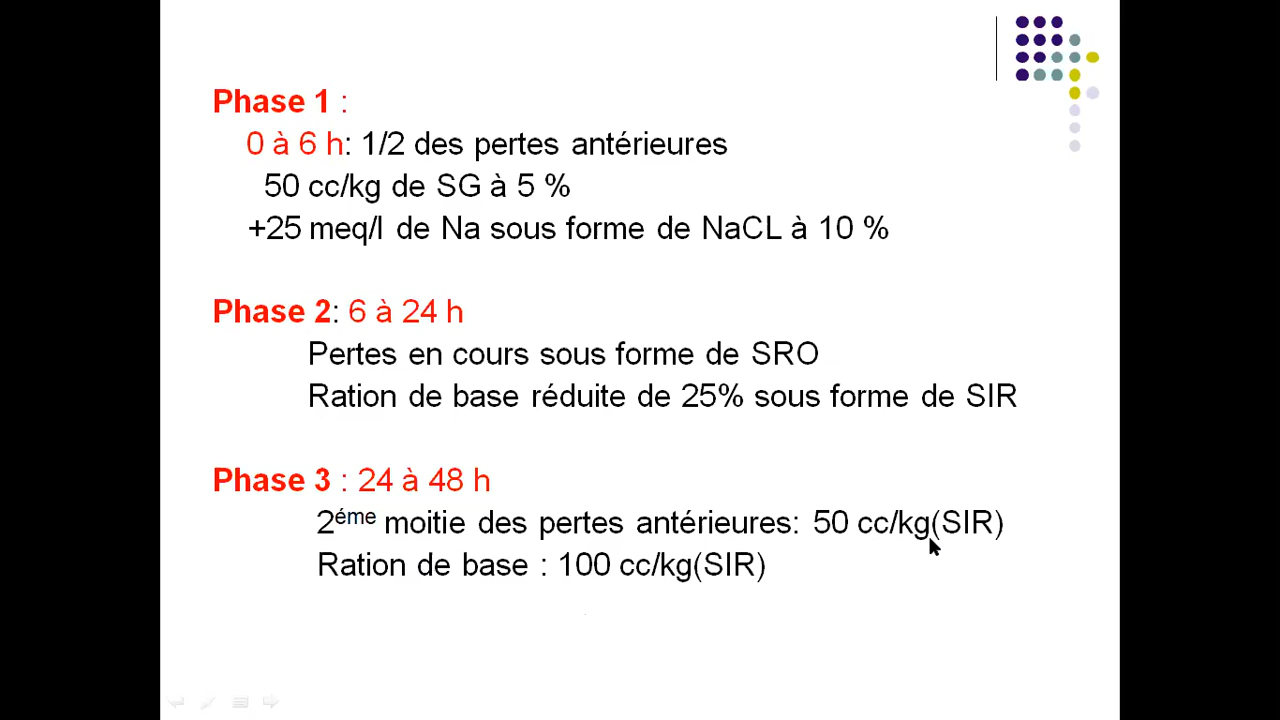 Phase 1 :
0 à 6 h: 1/2 des pertes antérieures
50 cc/kg de SG à 5 %
+25 meq/l de Na sous forme de NaCL à 10 %
Phase 2: 6 à 24 h
Pertes en cours sous forme de SRO
Ration de base réduite de 25% sous forme de SIR
Phase 3 : 24 à 48 h
2éme moitie des pertes antérieures: 50 cc/kg(SIR)
Ration de base : 100 cc/kg(SIR)